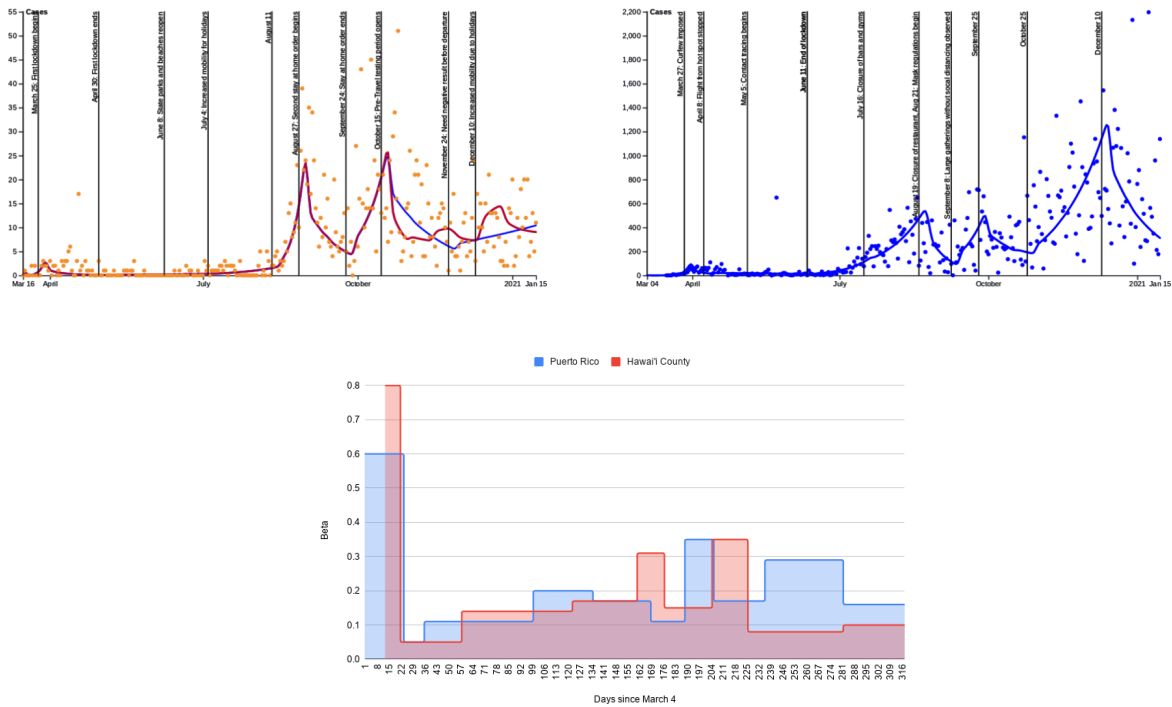 Cases
55
50
45
40
35
30
25
20
15
10
5
0
March 25: First lockdown begins
April 30: First lockdown ends
June 8: State parks and beaches reopen
July 4: Increased mobility for holidays
August 11
August 27: Second stay at home order begins
September 24: Stay at home order ends
October 15: Pre-Travel testing period opens
November 24: Need negative result before departure
December 10: Increased mobility due to holidays
Mar 16 April July October 2021 Jan 15
Cases
2,200
2,000
1,800
1,600
1,400
1,200
1,000
800
600
400
200
0
March 27: Curfew imposed
April 8: Flight from hot spot stopped
May 5: Contact tracing begins
June 11: End of lockdown
July 16: Closure of bars and gyms
August 19: Closure of restaurant, Aug 21: Mask regulations begin
September 8: Large gatherings without socal distancing observed
September 25
October 25
December 10
Mar 04 April July October 2021 Jan 15
Puerto Rico Hawai'i County
Beta
0.8
0.7
0.6
0.5
0.4
0.3
0.2
0.1
0.0
1 8 15 22 29 36 43 50 57 64 71 78 85 92 99 106 113 120 127 134 141 148 155 162 169 176 183 190 197 204 211 218 225 232 239 246 253 260 267 274 281 288 295 302 309 316
Days since March 4